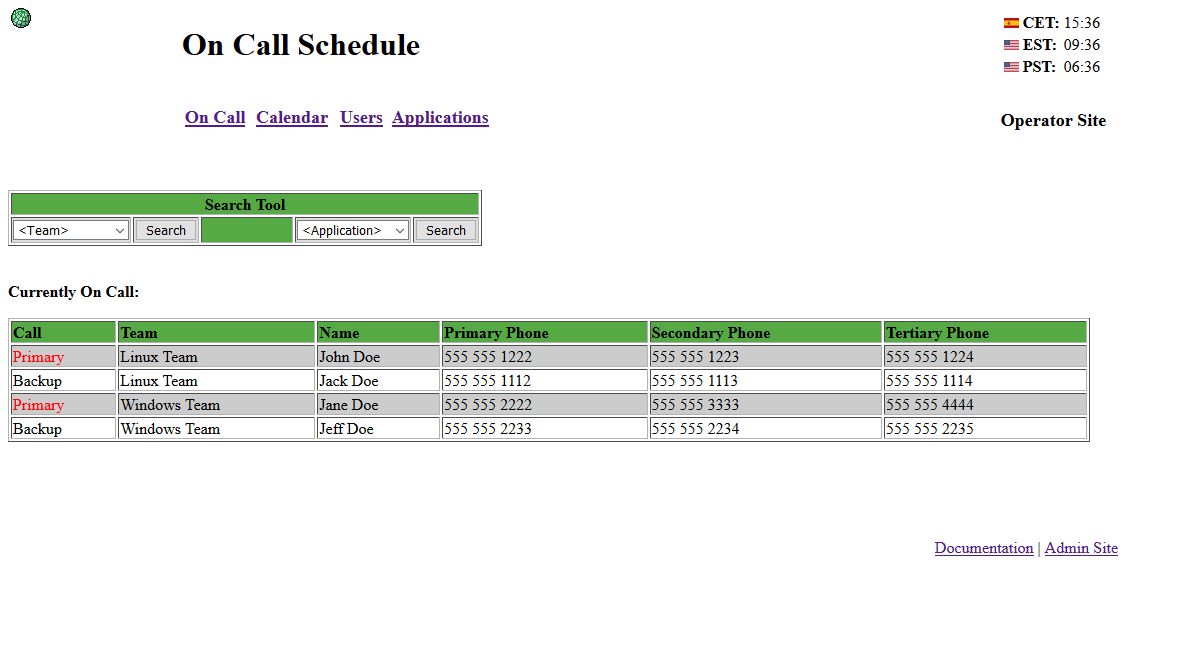 CET: 15:36
On Call Schedule
EST: 09:36
PST: 06:36
On Call Calendar Users Applications
Operator Site
Search Tool
<Team> Search <Application> Search
Currently On Call:
Call Team Name Primary Phone Secondary Phone Tertiary Phone
Primary Linux Team John Doe 555 555 1222 555 555 1223 555 555 1224
Backup Linux Team Jack Doe 555 555 1112 555 555 1113 555 555 1114
Primary Windows Team Jane Doe 555 555 2222 555 555 3333 555 555 4444
Backup Windows Team Jeff Doe 555 555 2233 555 555 2234 555 555 2235
Documentation | Admin Site